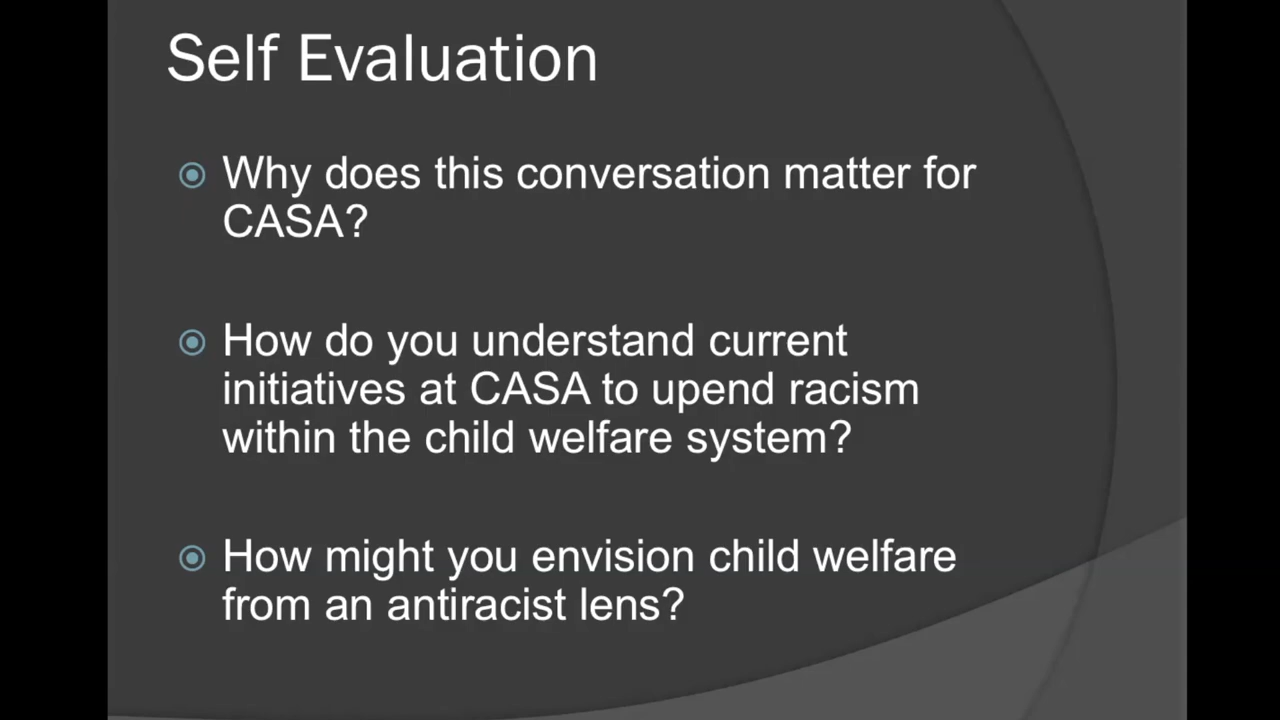 Self Evaluation
Why does this conversation matter for
CASA?
How do you understand current
initiatives at CASA to upend racism
within the child welfare system?
How might you envision child welfare
from an antiracist lens?